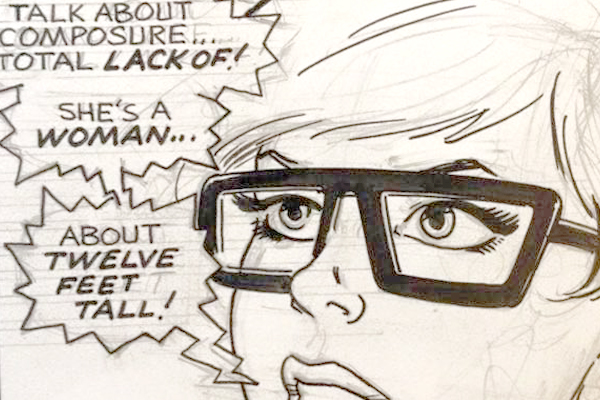 TALK ABOUT
COMPOSURE...
TOTAL LACK OF!
SHE'S A
WOMAN...
ABOUT
TWELVE
FEET
TALL!